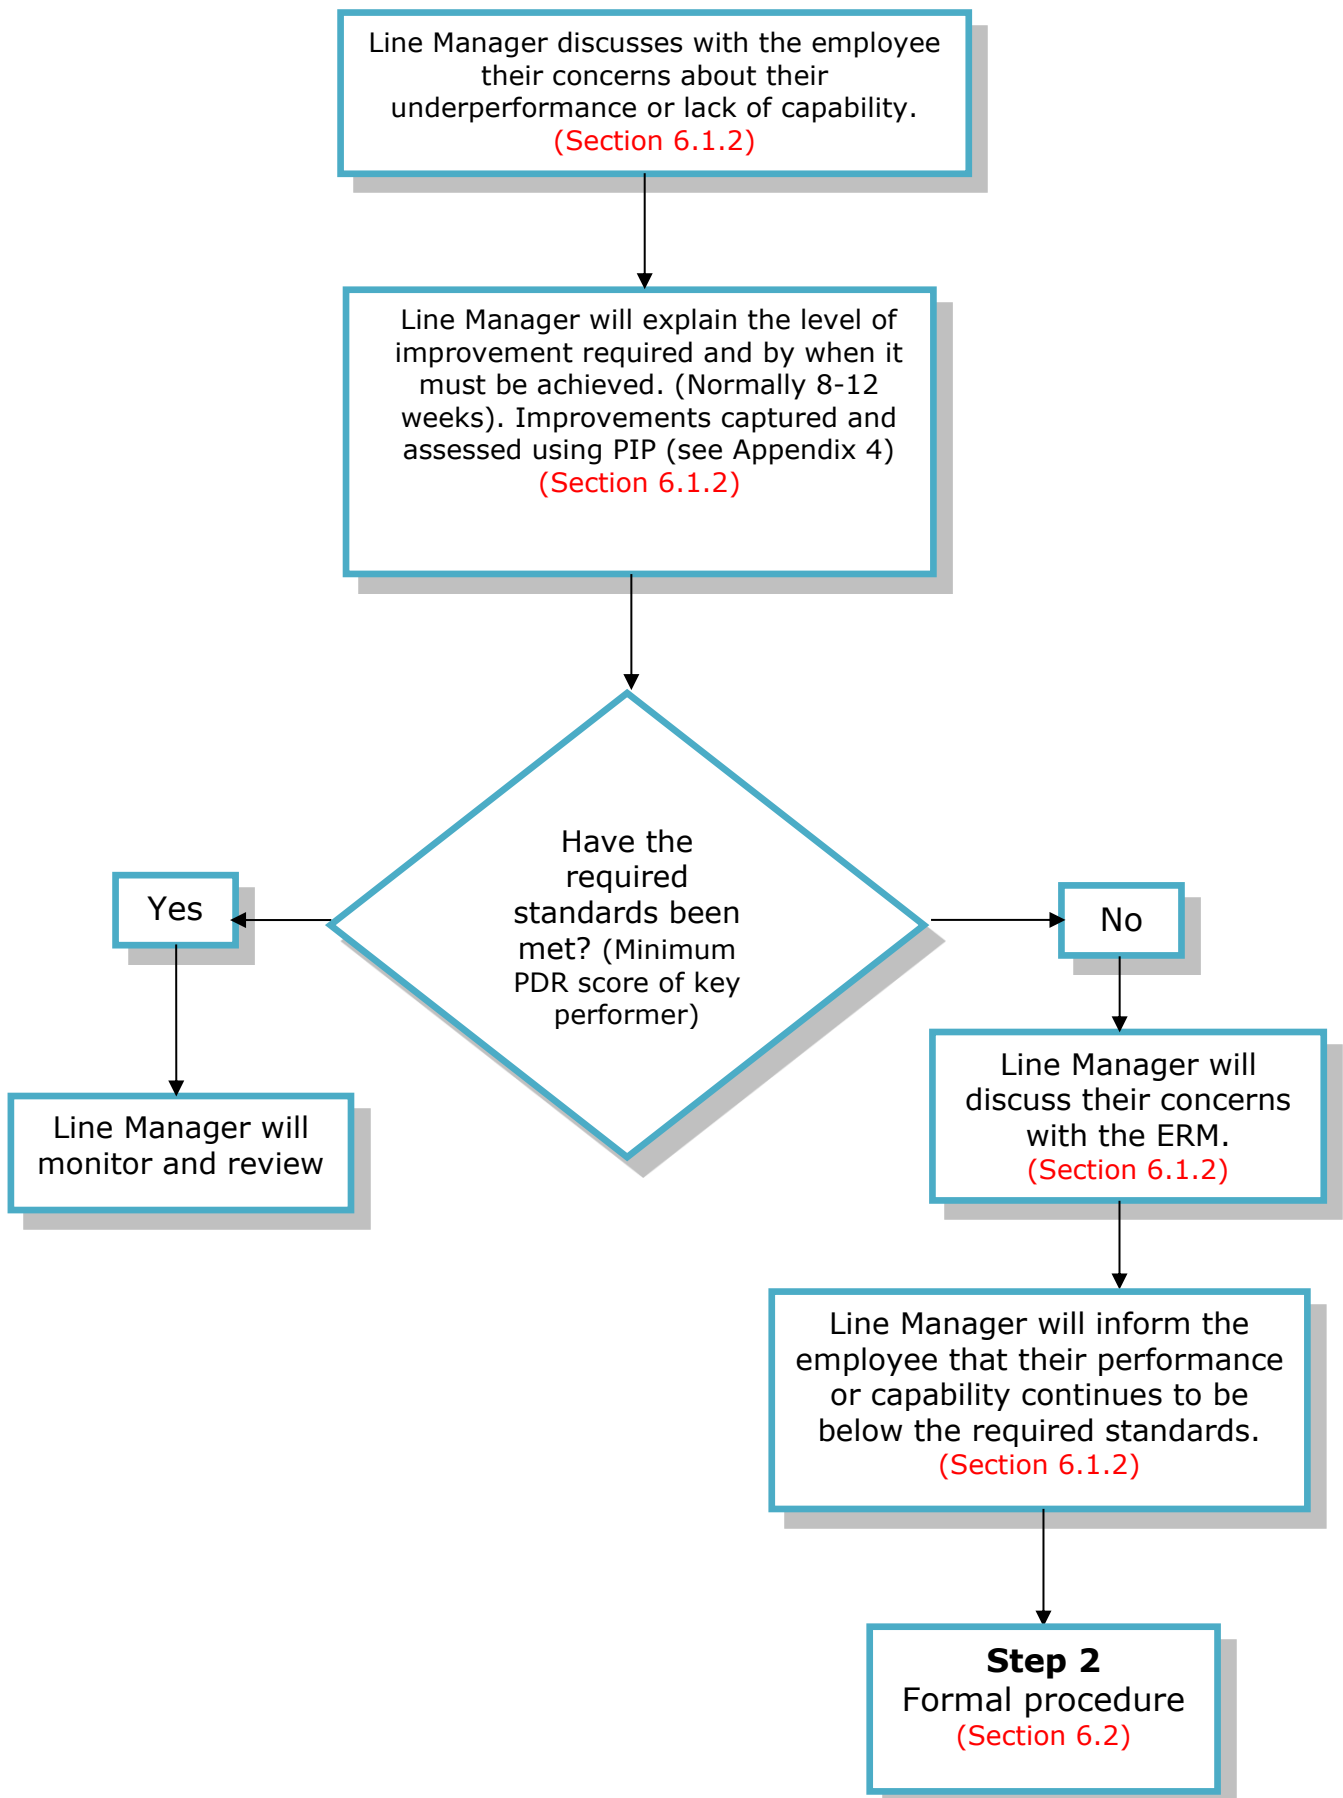 Line Manager discusses with the employee
their concerns about their
underperformance or lack of capability.
(Section 6.1.2)
Line Manager will explain the level of
improvement required and by when it
must be achieved. (Normally 8-12
weeks). Improvements captured and
assessed using PIP (see Appendix 4)
(Section 6.1.2)
Have the
required
standards been
met? (Minimum
PDR score of key
performer)
Yes
No
Line Manager will
monitor and review
Line Manager will
discuss their concerns
with the ERM.
(Section 6.1.2)
Line Manager will inform the
employee that their performance
or capability continues to be
below the required standards.
(Section 6.1.2)
Step 2
Formal procedure
(Section 6.2)